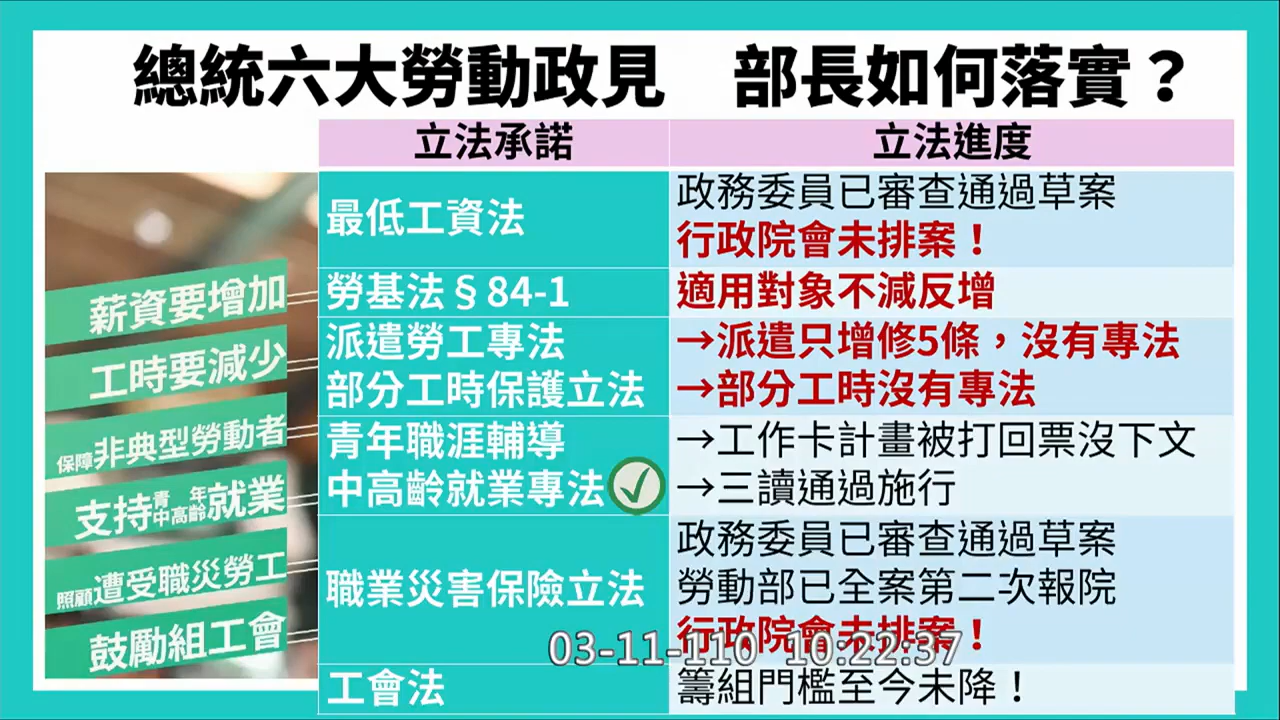 總統六大勞動政見 部長如何落實？
立法承諾 立法進度
最低工資法
政務委員已審查通過草案
行政院會未排案！
勞基法§84-1
適用對象不減反增
派遣勞工專法
→派遣只增修5條，沒有專法
部分工時保護立法
→部分工時沒有專法
青年職涯輔導
→工作卡計畫被打回票沒下文
中高齡就業專法
→三讀通過施行
職業災害保險立法
政務委員已審查通過草案
勞動部已全案第二次報院
行政院會未排案！
工會法
籌組門檻至今未降！
薪資要增加
工時要減少
保障非典型勞動者
支持青年中高齡就業
照顧遭受職災勞工
鼓勵組工會
03-11-110 10:22:37